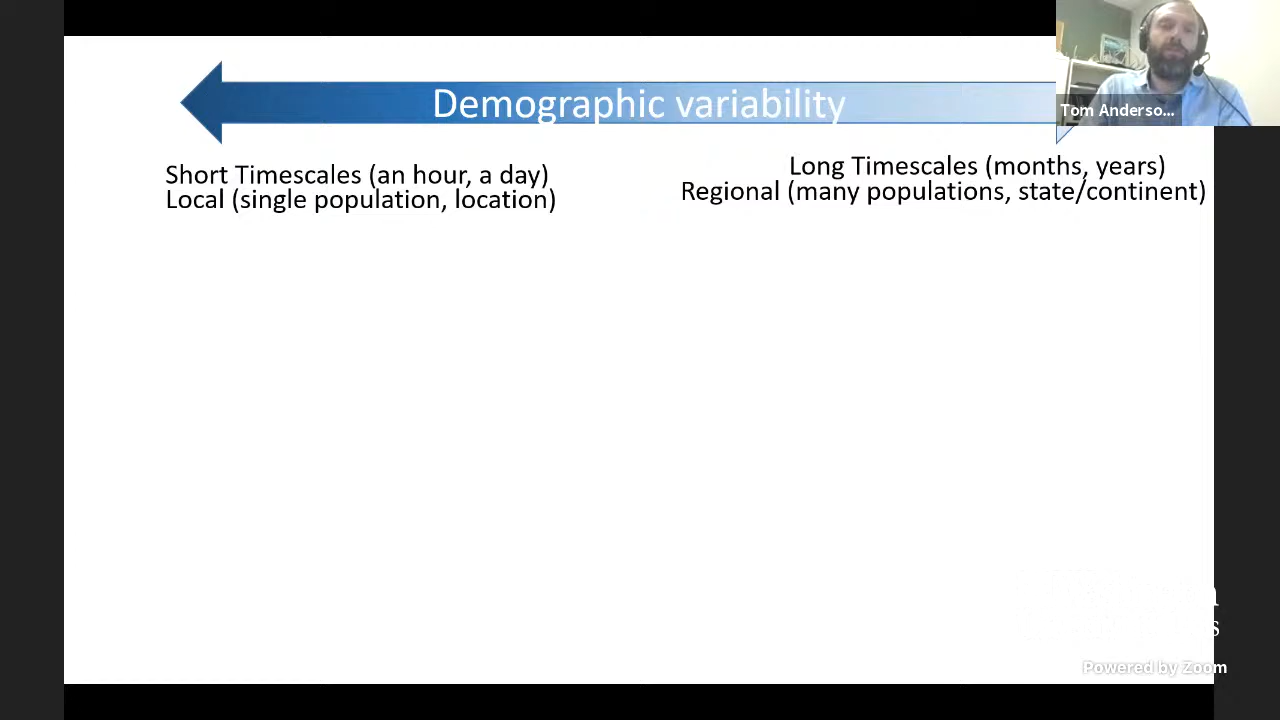 Demographic variability
Tom Anderso...
Short Timescales (an hour, a day)
Local (single population, location)
Long Timescales (months, years)
Regional (many populations, state/continent)
Powered by Zoom